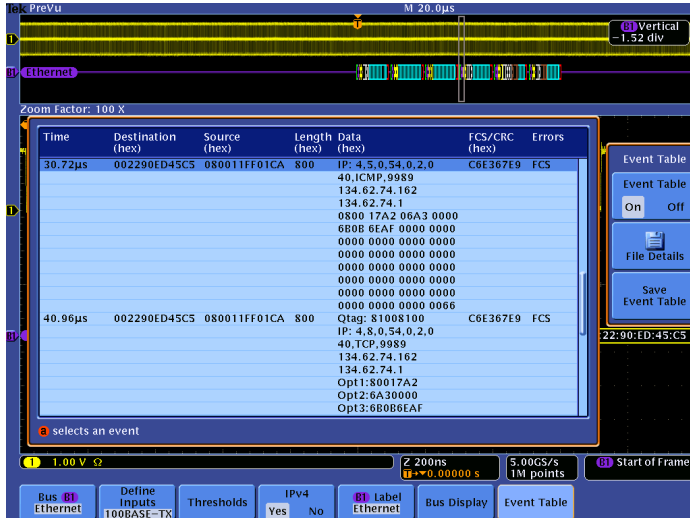 Tek PreVu M 20.0µs
T
B1 Vertical
−1.52 div
1
B1 Ethernet
Zoom Factor: 100 X
Time Destination (hex) Source (hex) Length (hex) Data (hex) FCS/CRC (hex) Errors
30.72µs 002290ED45C5 080011FF01CA 800 IP: 4,5,0,54,0,2,0 C6E367E9 FCS
40,ICMP,9989
134.62.74.162
134.62.74.1
0800 17A2 06A3 0000
6B0B 6EAF 0000 0000
0000 0000 0000 0000
0000 0000 0000 0000
0000 0000 0000 0000
0000 0000 0000 0000
0000 0000 0000 0000
0000 0000 0000 0066
40.96µs 002290ED45C5 080011FF01CA 800 Qtag: 81008100 C6E367E9 FCS
IP: 4,8,0,54,0,2,0
40,TCP,9989
134.62.74.162
134.62.74.1
Opt1:80017A2
Opt2:6A30000
Opt3:6B0B6EAF
a selects an event
1
B1
22:90:ED:45:C5
Event Table
Event Table
On Off
File Details
Save
Event Table
1 1.00 V Ω
Z 200ns
T→▼0.00000 s
5.00GS/s
1M points
B1 Start of Frame
Bus B1
Ethernet
Define
Inputs
100BASE−TX
Thresholds
IPv4
Yes No
B1 Label
Ethernet
Bus Display
Event Table